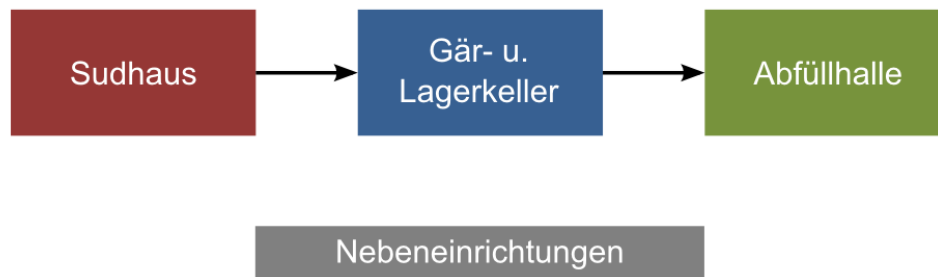 Sudhaus
Gär- u.
Lagerkeller
Abfüllhalle
Nebeneinrichtungen